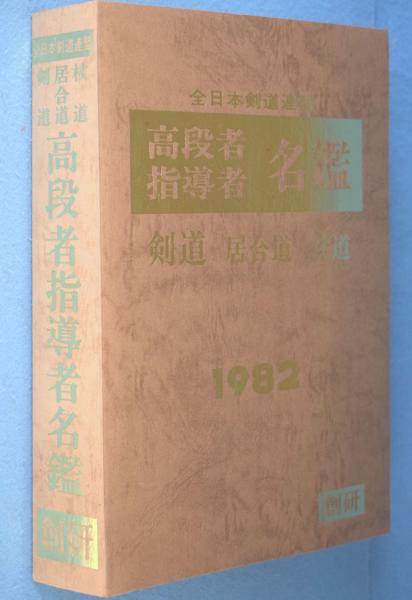 全日本剣道連盟
剣道
居合道
杖道
高段者指導者名鑑
創研
全日本剣道連盟
高段者
指導者
名鑑
剣道 居合道 杖道
1982
創研